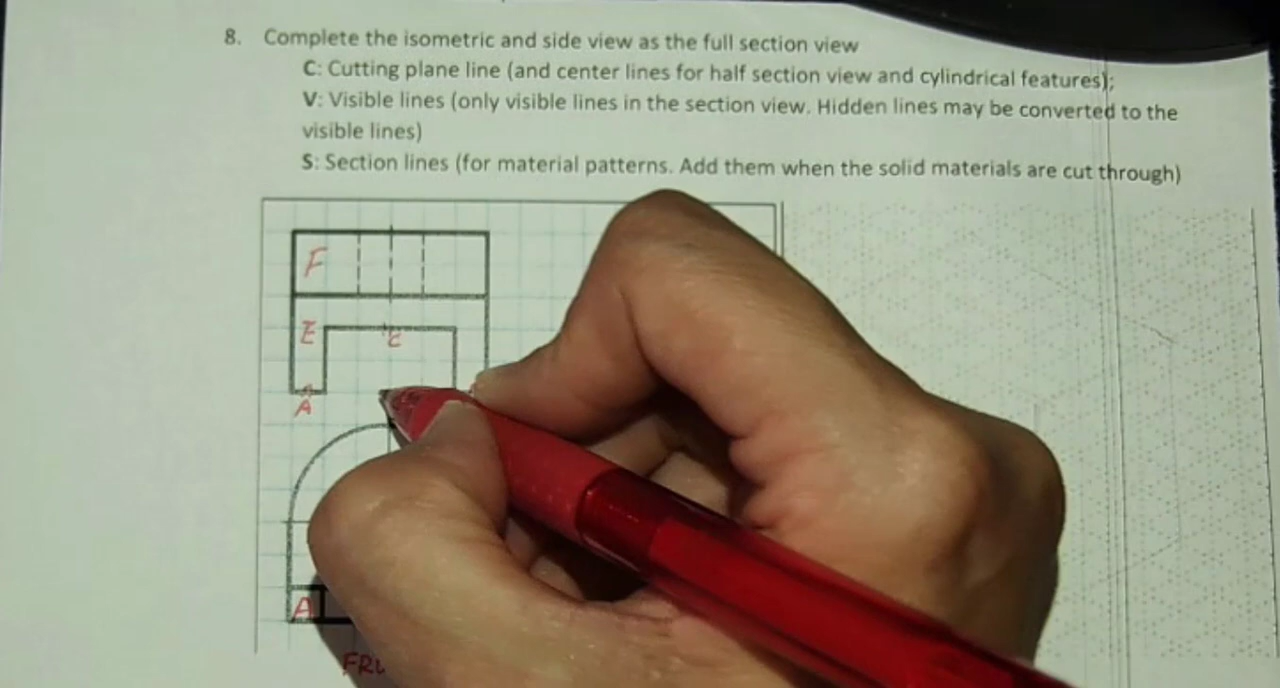 8. Complete the isometric and side view as the full section view
C: Cutting plane line (and center lines for half section view and cylindrical features);
V: Visible lines (only visible lines in the section view. Hidden lines may be converted to the
visible lines)
S: Section lines (for material patterns. Add them when the solid materials are cut through)
F
E C
A
A